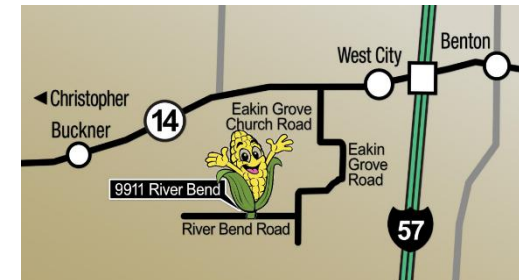 Benton
West City
◄Christopher
Eakin Grove
Church Road
14
Buckner
Eakin
Grove
Road
9911 River Bend
River Bend Road
57